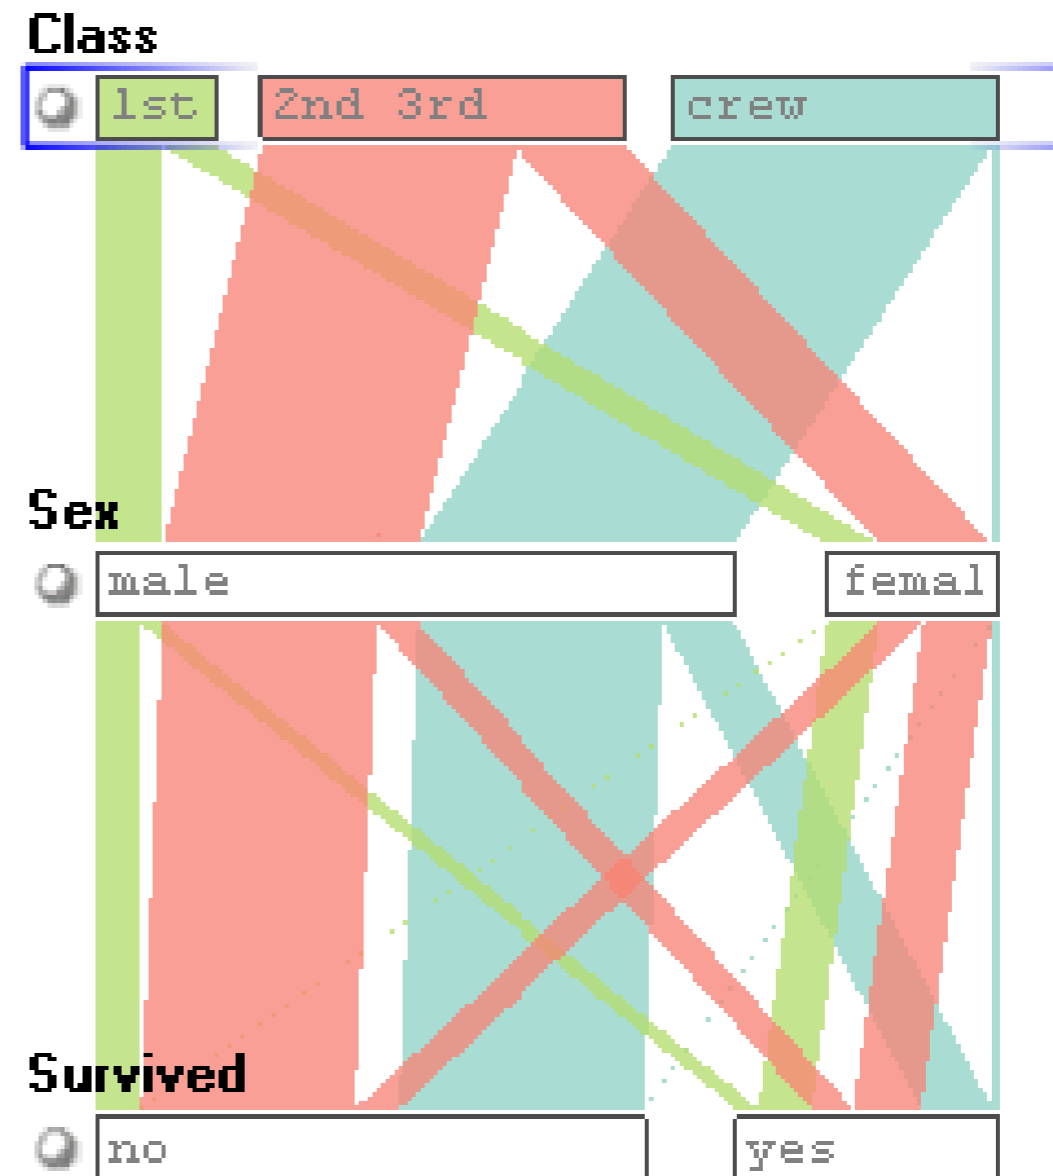 Class
1st 2nd 3rd crew
Sex
male femal
Survived
no yes